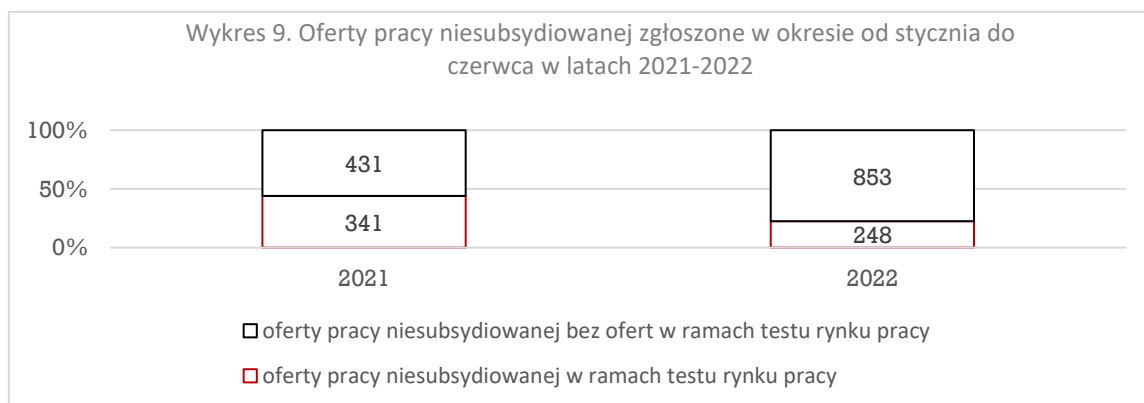 Wykres 9. Oferty pracy niesubsydiowanej zgłoszone w okresie od stycznia do
czerwca w latach 2021-2022
100%
50%
0%
431
341
853
248
2021
2022
oferty pracy niesubsydiowanej bez ofert w ramach testu rynku pracy
oferty pracy niesubsydiowanej w ramach testu rynku pracy